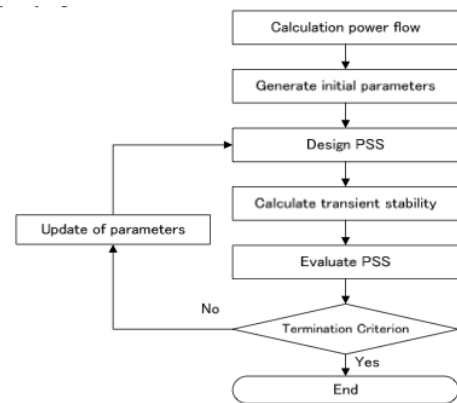 Calculation power flow
Generate initial parameters
Design PSS
Calculate transient stability
Update of parameters
Evaluate PSS
No
Termination Criterion
Yes
End